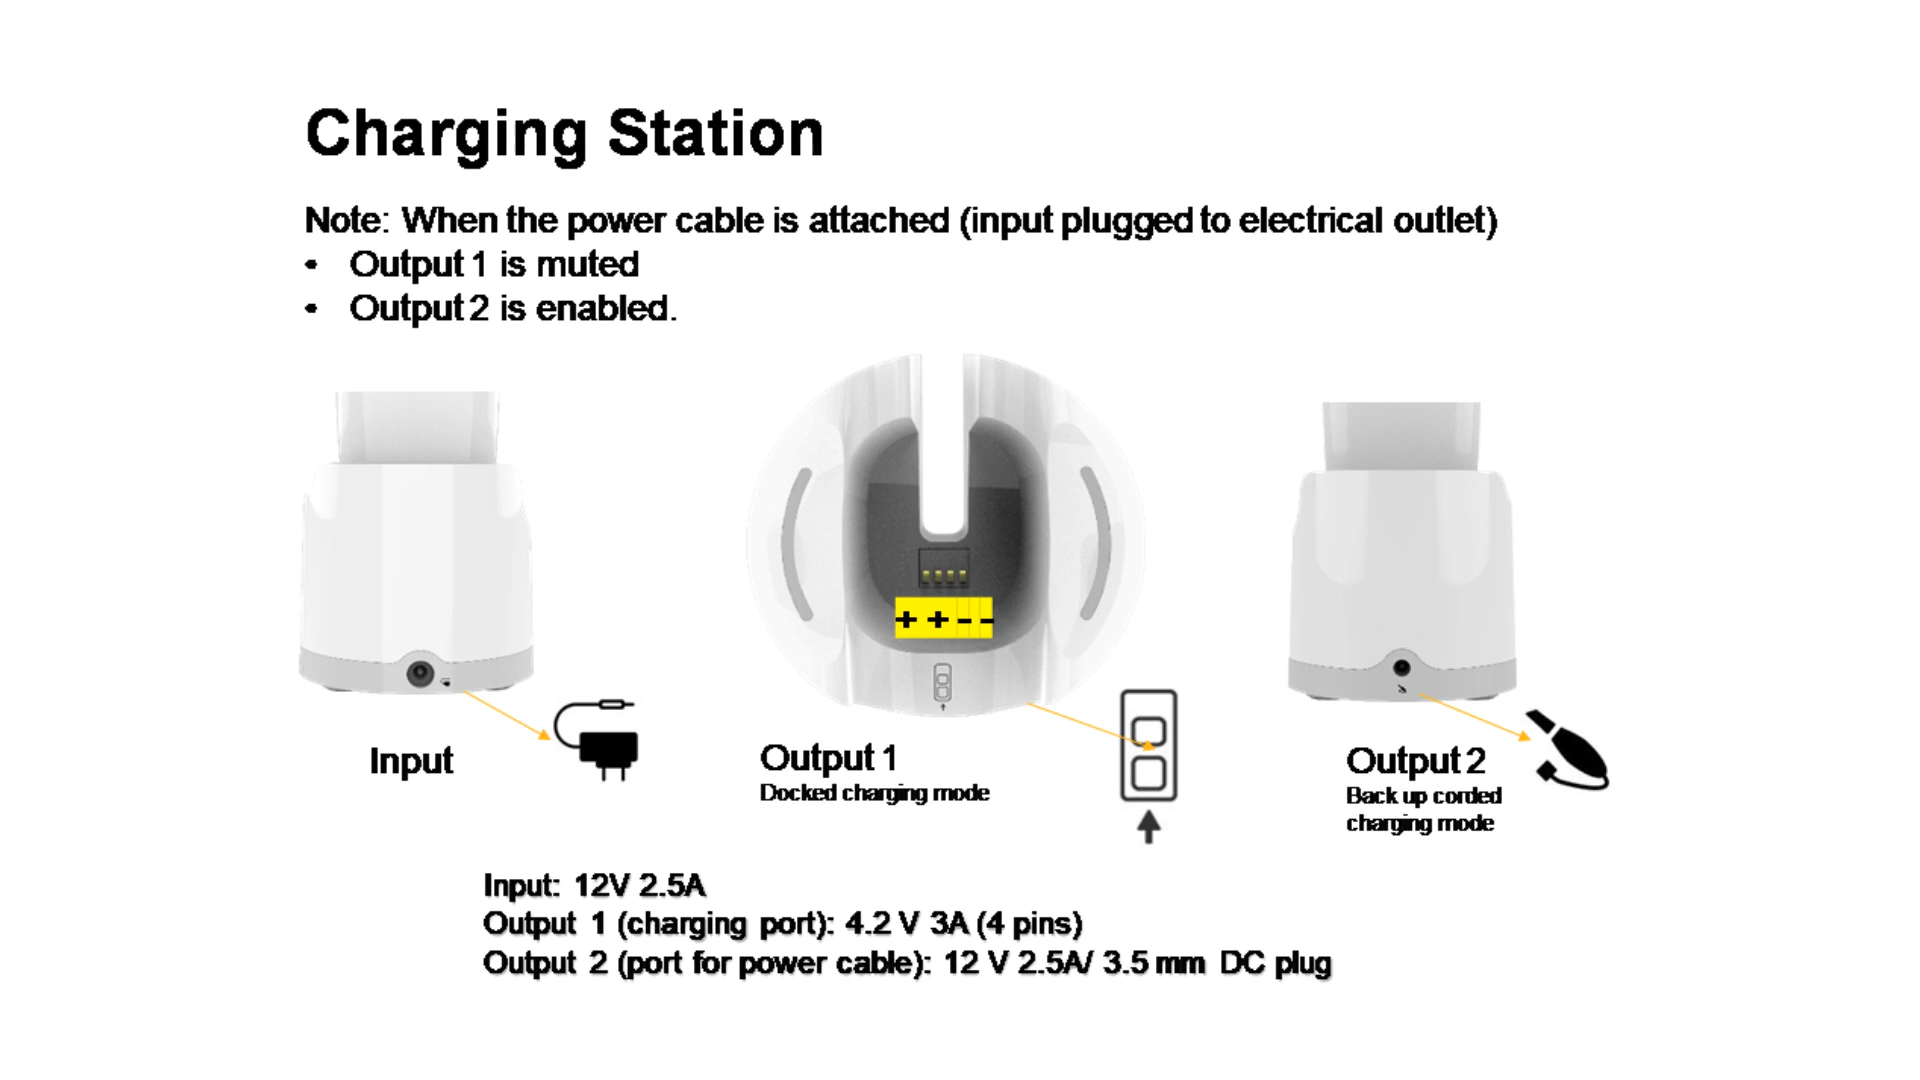 Charging Station
Note: When the power cable is attached (input plugged to electrical outlet)
• Output 1 is muted
• Output 2 is enabled.
+ + - -
Input
Output 1
Docked charging mode
Output 2
Back up corded
charging mode
Input: 12V 2.5A
Output 1 (charging port): 4.2 V 3A (4 pins)
Output 2 (port for power cable): 12 V 2.5A/ 3.5 mm DC plug